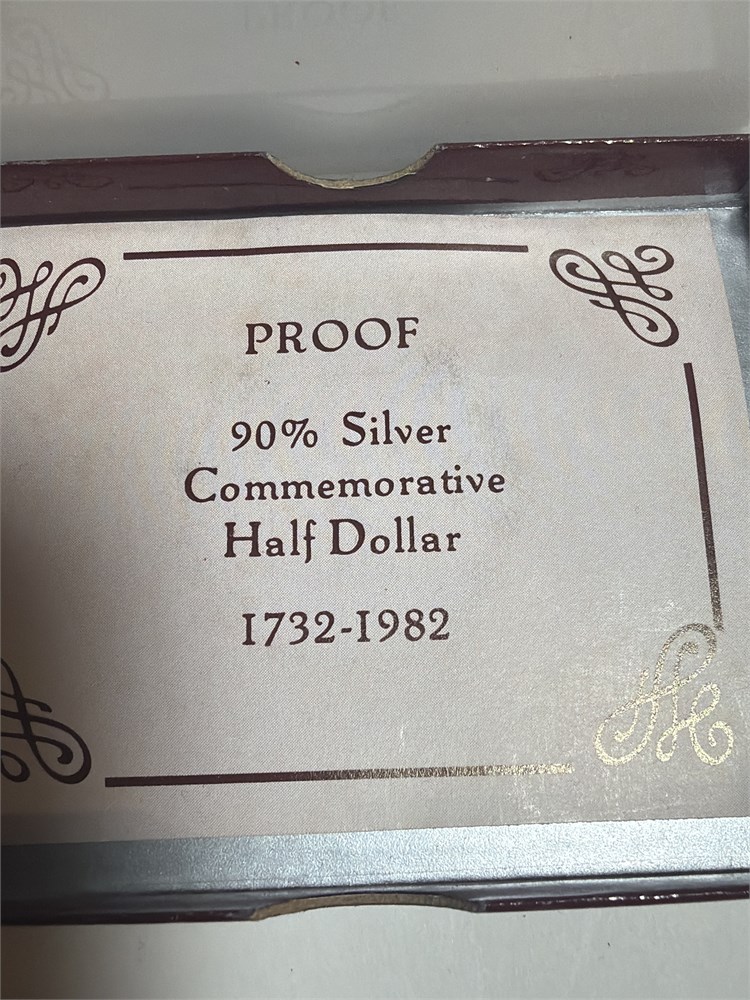 PROOF
90% Silver
Commemorative
Half Dollar
1732-1982